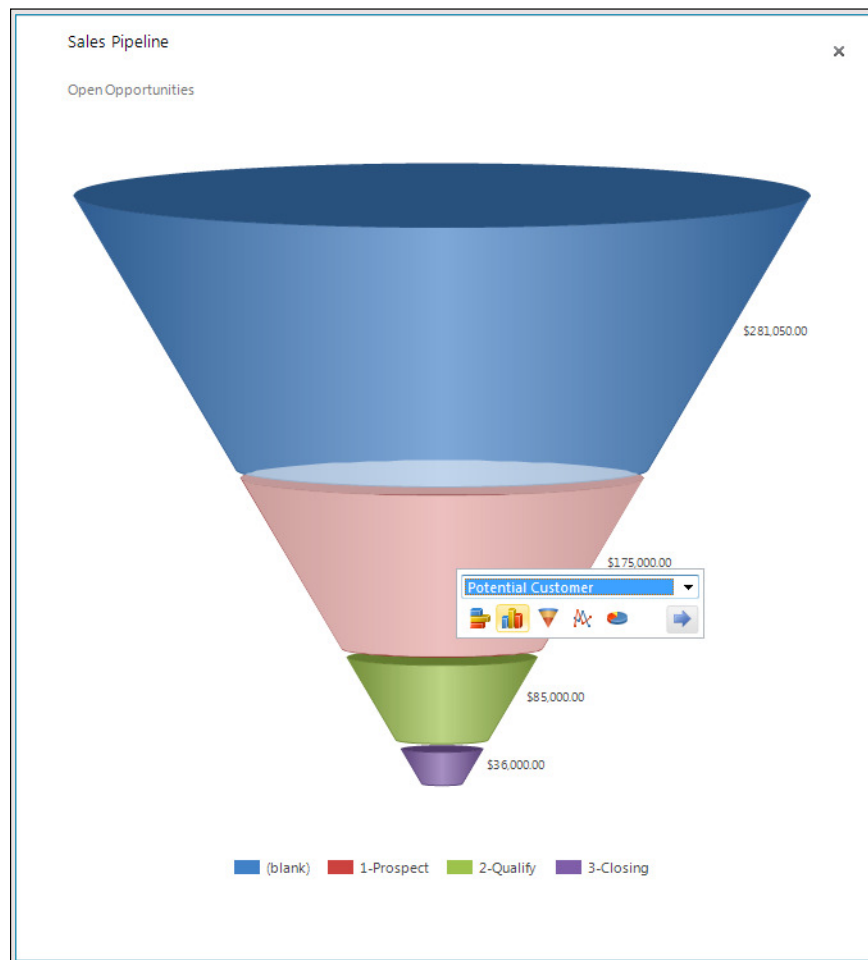 Sales Pipeline
Open Opportunities
$281,050.00
$175,000.00
Potential Customer
$85,000.00
$36,000.00
(blank) 1-Prospect 2-Qualify 3-Closing